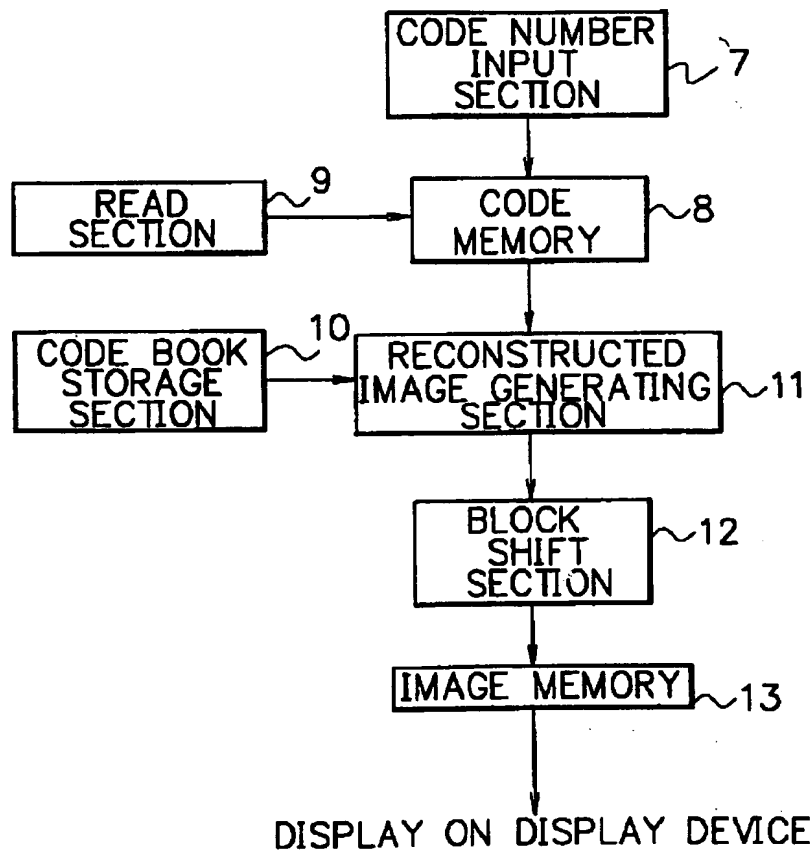 CODE NUMBER
INPUT
SECTION
7
READ
SECTION
9
CODE
MEMORY
8
CODE BOOK
STORAGE
SECTION
10
RECONSTRUCTED
IMAGE GENERATING
SECTION
11
BLOCK
SHIFT
SECTION
12
IMAGE MEMORY
13
DISPLAY ON DISPLAY DEVICE